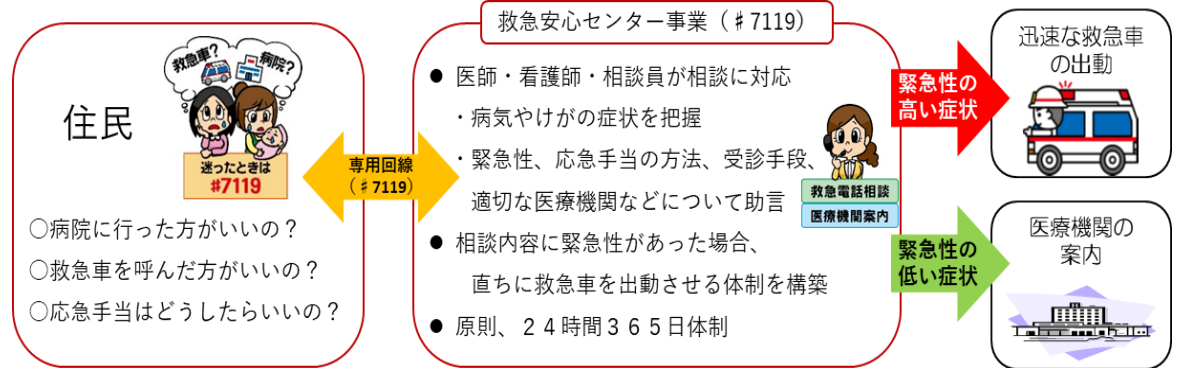 住民
救急車？
病院？
迷ったときは
#7119
○病院に行った方がいいの？
○救急車を呼んだ方がいいの？
○応急手当はどうしたらいいの？
専用回線
（♯7119）
救急安心センター事業（♯7119）
● 医師・看護師・相談員が相談に対応
・病気やけがの症状を把握
・緊急性、応急手当の方法、受診手段、
適切な医療機関などについて助言
● 相談内容に緊急性があった場合、
直ちに救急車を出動させる体制を構築
● 原則、２４時間３６５日体制
救急電話相談
医療機関案内
緊急性の
高い症状
迅速な救急車
の出動
緊急性の
低い症状
医療機関の
案内